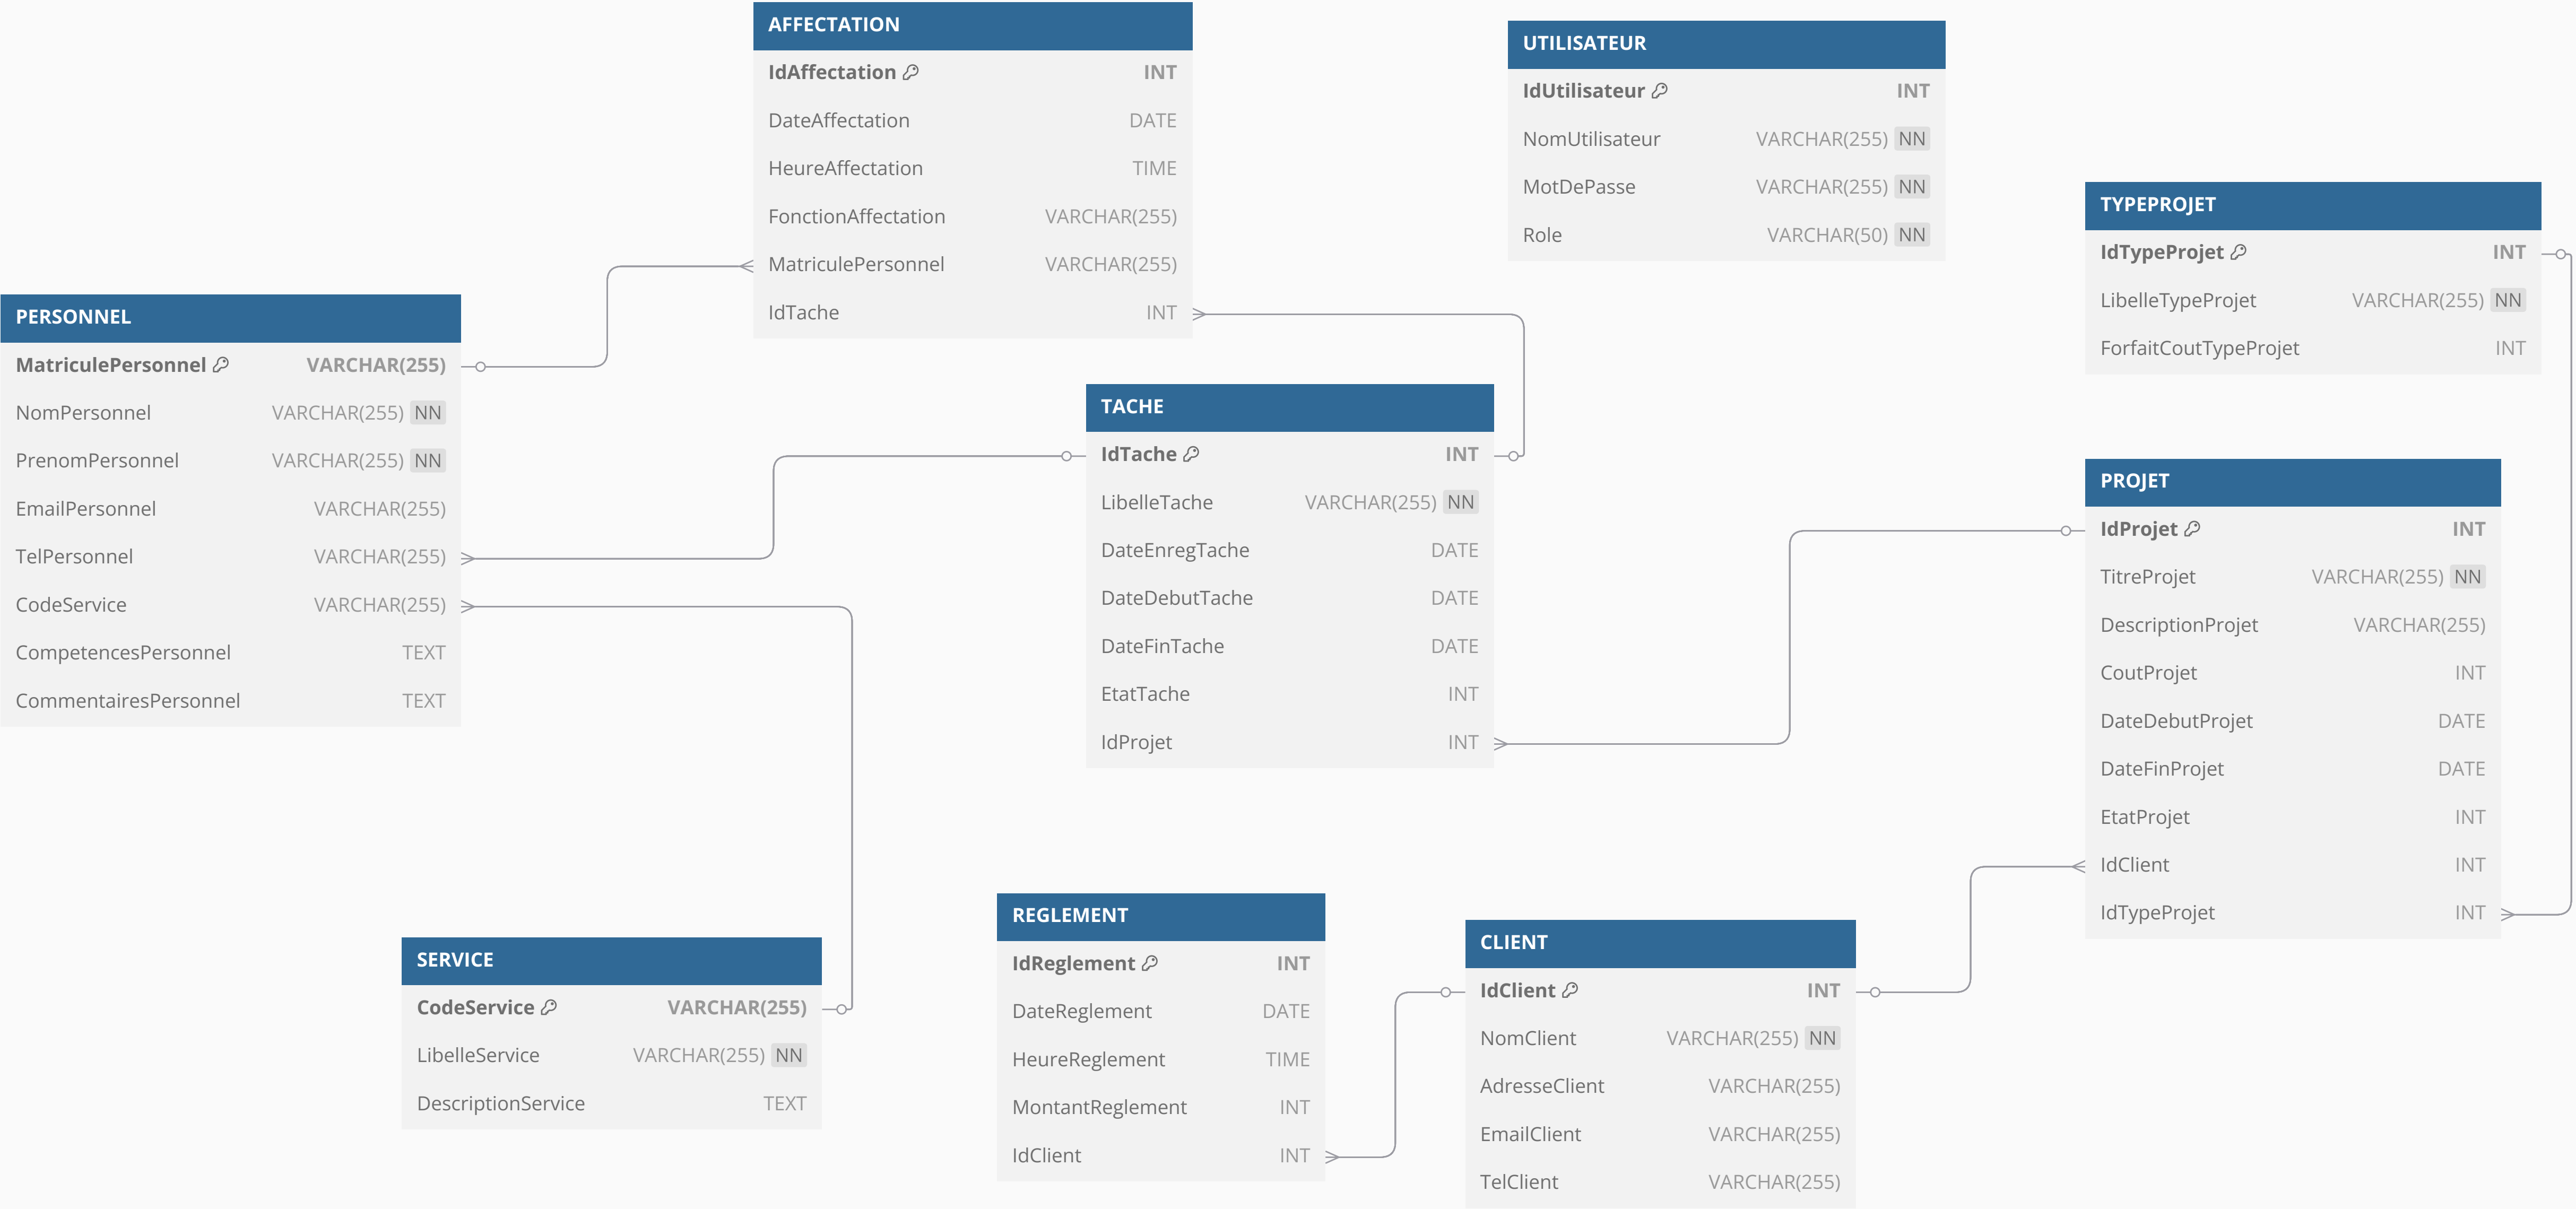 AFFECTATION
IdAffectation INT
DateAffectation DATE
HeureAffectation TIME
FonctionAffectation VARCHAR(255)
MatriculePersonnel VARCHAR(255)
IdTache INT
UTILISATEUR
IdUtilisateur INT
NomUtilisateur VARCHAR(255) NN
MotDePasse VARCHAR(255) NN
Role VARCHAR(50) NN
TYPEPROJET
IdTypeProjet INT
LibelleTypeProjet VARCHAR(255) NN
ForfaitCoutTypeProjet INT
PERSONNEL
MatriculePersonnel VARCHAR(255)
NomPersonnel VARCHAR(255) NN
PrenomPersonnel VARCHAR(255) NN
EmailPersonnel VARCHAR(255)
TelPersonnel VARCHAR(255)
CodeService VARCHAR(255)
CompetencesPersonnel TEXT
CommentairesPersonnel TEXT
TACHE
IdTache INT
LibelleTache VARCHAR(255) NN
DateEnregTache DATE
DateDebutTache DATE
DateFinTache DATE
EtatTache INT
IdProjet INT
PROJET
IdProjet INT
TitreProjet VARCHAR(255) NN
DescriptionProjet VARCHAR(255)
CoutProjet INT
DateDebutProjet DATE
DateFinProjet DATE
EtatProjet INT
IdClient INT
IdTypeProjet INT
SERVICE
CodeService VARCHAR(255)
LibelleService VARCHAR(255) NN
DescriptionService TEXT
REGLEMENT
IdReglement INT
DateReglement DATE
HeureReglement TIME
MontantReglement INT
IdClient INT
CLIENT
IdClient INT
NomClient VARCHAR(255) NN
AdresseClient VARCHAR(255)
EmailClient VARCHAR(255)
TelClient VARCHAR(255)